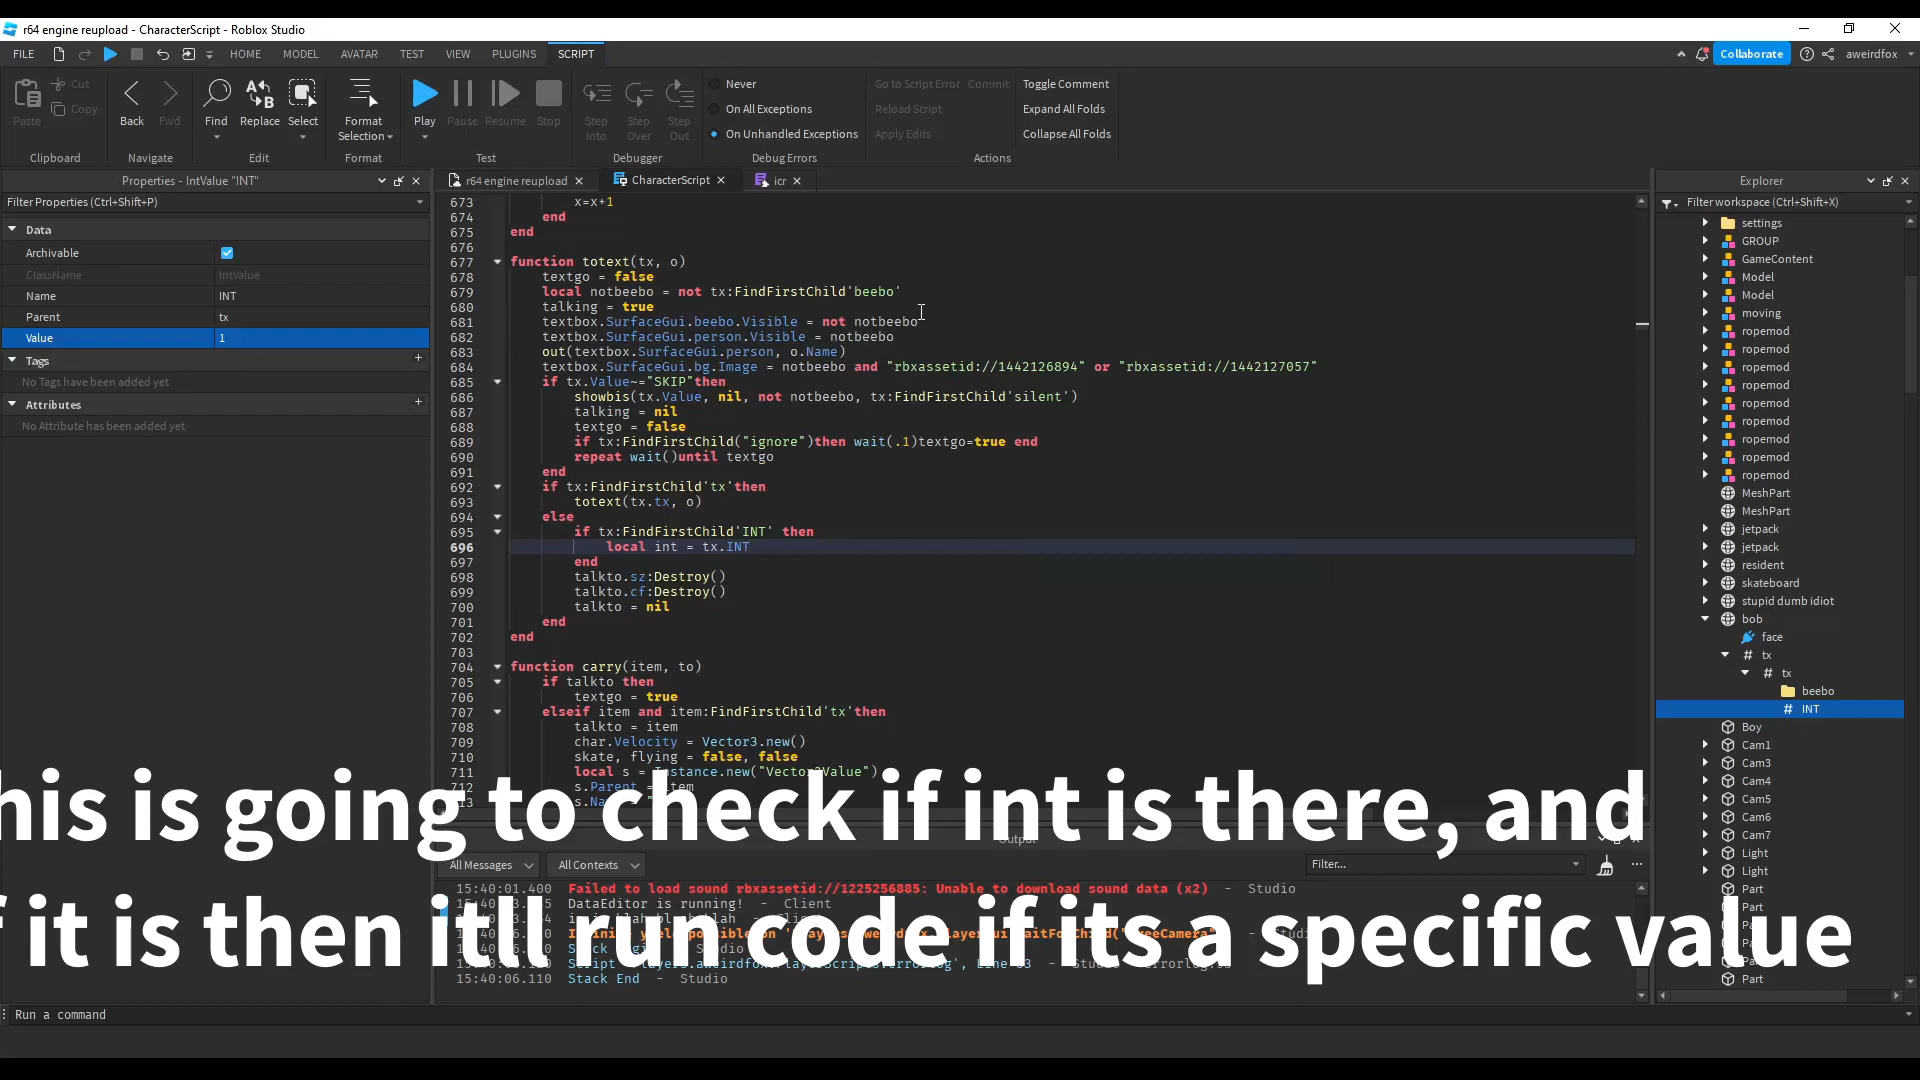 r64 engine reupload - CharacterScript - Roblox Studio
FILE HOME MODEL AVATAR TEST VIEW PLUGINS SCRIPT Collaborate aweirdfox
Paste Cut Copy Back Fwd Find Replace Select Format Selection Play Pause Resume Stop Step Into Step Over Step Out
Never
On All Exceptions
On Unhandled Exceptions
Go to Script Error Commit
Reload Script
Apply Edits
Toggle Comment
Expand All Folds
Collapse All Folds
Clipboard Navigate Edit Format Test Debugger Debug Errors Actions
Properties - IntValue "INT"
Filter Properties (Ctrl+Shift+P)
Data
Archivable
ClassName IntValue
Name INT
Parent tx
Value 1
Tags +
No Tags have been added yet
Attributes +
No Attribute has been added yet
r64 engine reupload CharacterScript icr
673 x=x+1
674 end
675 end
676
677 function totext(tx, o)
678 textgo = false
679 local notbeebo = not tx:FindFirstChild'beebo'
680 talking = true
681 textbox.SurfaceGui.beebo.Visible = not notbeebo
682 textbox.SurfaceGui.person.Visible = notbeebo
683 out(textbox.SurfaceGui.person, o.Name)
684 textbox.SurfaceGui.bg.Image = notbeebo and "rbxassetid://1442126894" or "rbxassetid://1442127057"
685 if tx.Value~="SKIP"then
686 showbis(tx.Value, nil, not notbeebo, tx:FindFirstChild'silent')
687 talking = nil
688 textgo = false
689 if tx:FindFirstChild("ignore")then wait(.1)textgo=true end
690 repeat wait()until textgo
691 end
692 if tx:FindFirstChild'tx'then
693 totext(tx.tx, o)
694 else
695 if tx:FindFirstChild'INT' then
696 local int = tx.INT
697 end
698 talkto.sz:Destroy()
699 talkto.cf:Destroy()
700 talkto = nil
701 end
702 end
703
704 function carry(item, to)
705 if talkto then
706 textgo = true
707 elseif item and item:FindFirstChild'tx'then
708 talkto = item
709 char.Velocity = Vector3.new()
710 skate, flying = false, false
711
his is going to check if int is there, and
it is then itll run code if its a specific value
Output
All Messages All Contexts Filter...
15:40:01.400 Failed to load sound rbxassetid://1225256885: Unable to download sound data (x2) - Studio
DataEditor is running! - Client
15:40:06.110 Stack End - Studio
Run a command
Explorer
Filter workspace (Ctrl+Shift+X)
settings
GROUP
GameContent
Model
Model
moving
ropemod
ropemod
ropemod
ropemod
ropemod
ropemod
ropemod
ropemod
ropemod
MeshPart
MeshPart
jetpack
jetpack
resident
skateboard
stupid dumb idiot
bob
face
# tx
# tx
beebo
# INT
Boy
Cam1
Cam3
Cam4
Cam5
Cam6
Cam7
Light
Light
Part
Part
Part